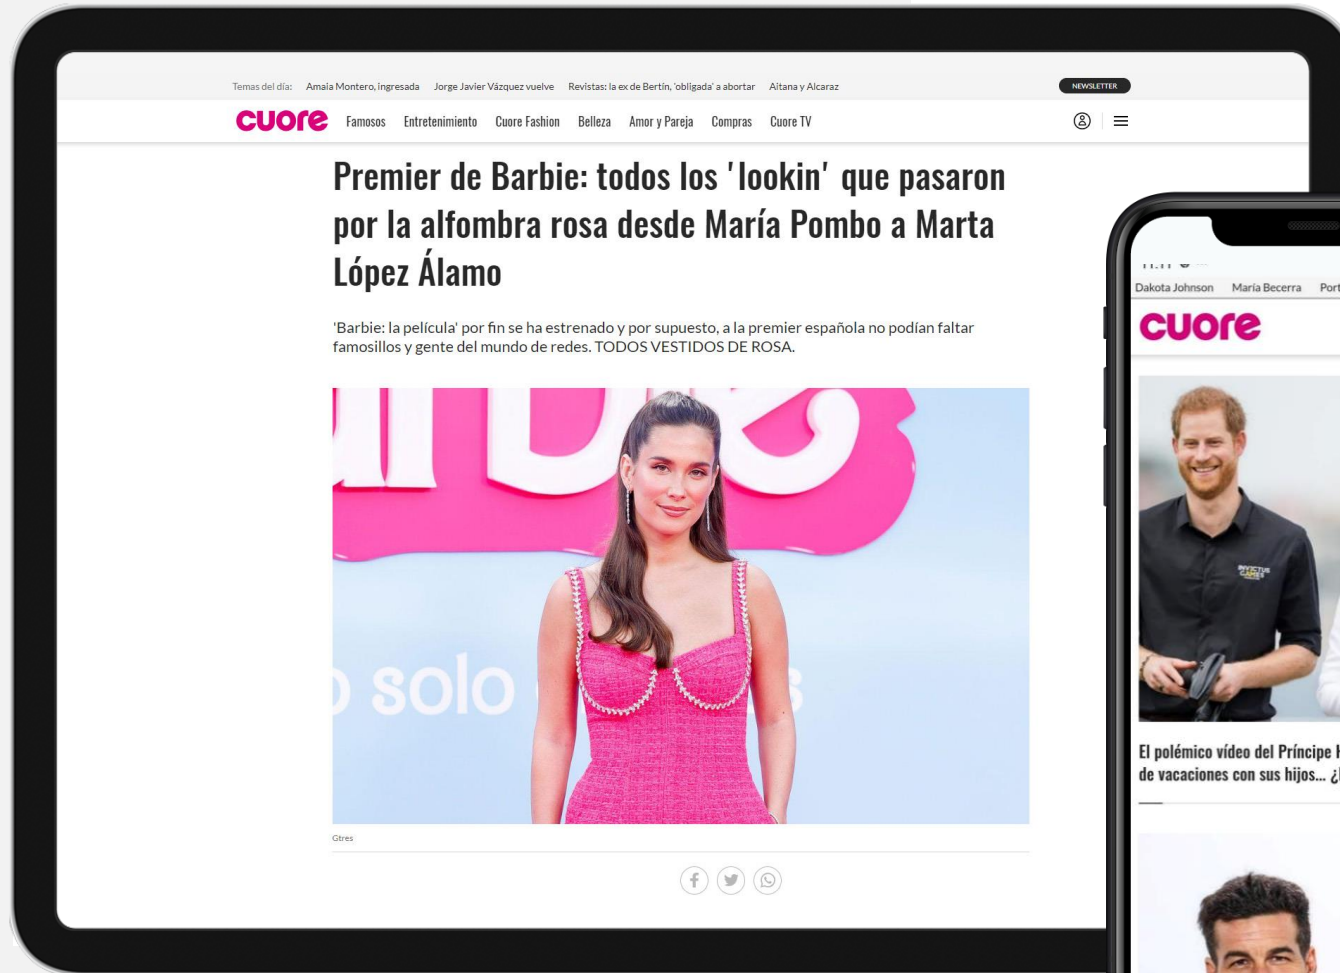 Temas del día: Amaia Montero, ingresada Jorge Javier Vázquez vuelve Revistas: la ex de Bertín, 'obligada' a abortar Aitana y Alcaraz NEWSLETTER
cuore Famosos Entretenimiento Cuore Fashion Belleza Amor y Pareja Compras Cuore TV
Premier de Barbie: todos los 'lookin' que pasaron
por la alfombra rosa desde María Pombo a Marta
López Álamo
'Barbie: la película' por fin se ha estrenado y por supuesto, a la premier española no podían faltar
famosillos y gente del mundo de redes. TODOS VESTIDOS DE ROSA.
solo
Gtres
Dakota Johnson María Becerra Port
cuore
INVICTUS
GAMES
El polémico vídeo del Príncipe H
de vacaciones con sus hijos... ¿